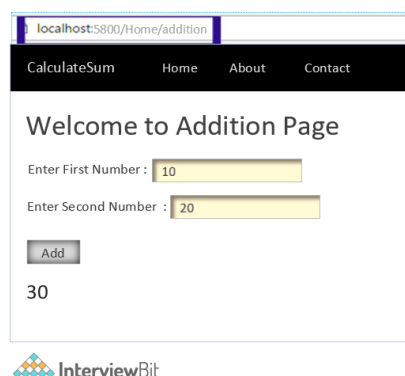 localhost:5800/Home/addition
CalculateSum Home About Contact
Welcome to Addition Page
Enter First Number : 10
Enter Second Number : 20
Add
30
InterviewBit